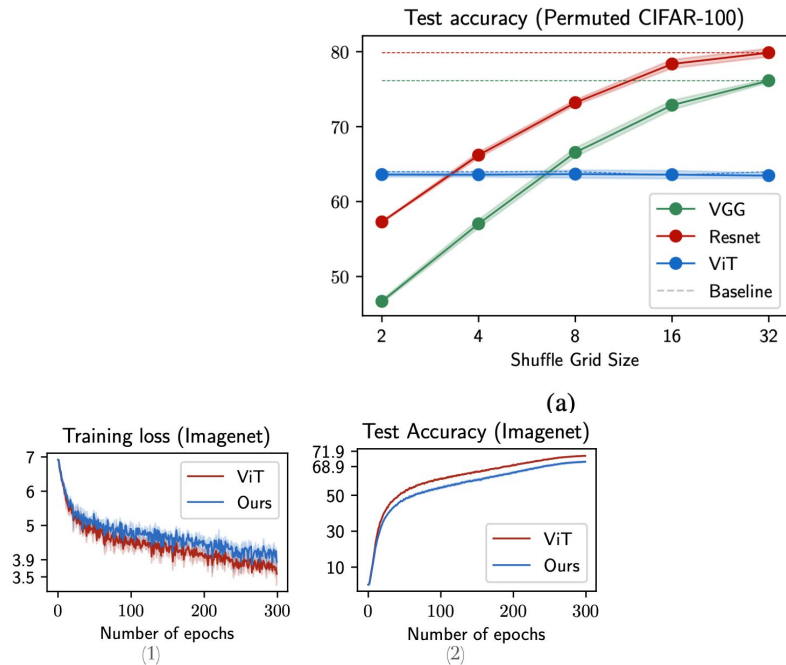 Test accuracy (Permuted CIFAR-100)
80
70
60
50
VGG
Resnet
ViT
Baseline
2 4 8 16 32
Shuffle Grid Size
(a)
Training loss (Imagenet)
7
6
5
3.9
3.5
ViT
Ours
0 100 200 300
Number of epochs
(1)
Test Accuracy (Imagenet)
71.9
68.9
50
30
10
ViT
Ours
0 100 200 300
Number of epochs
(2)